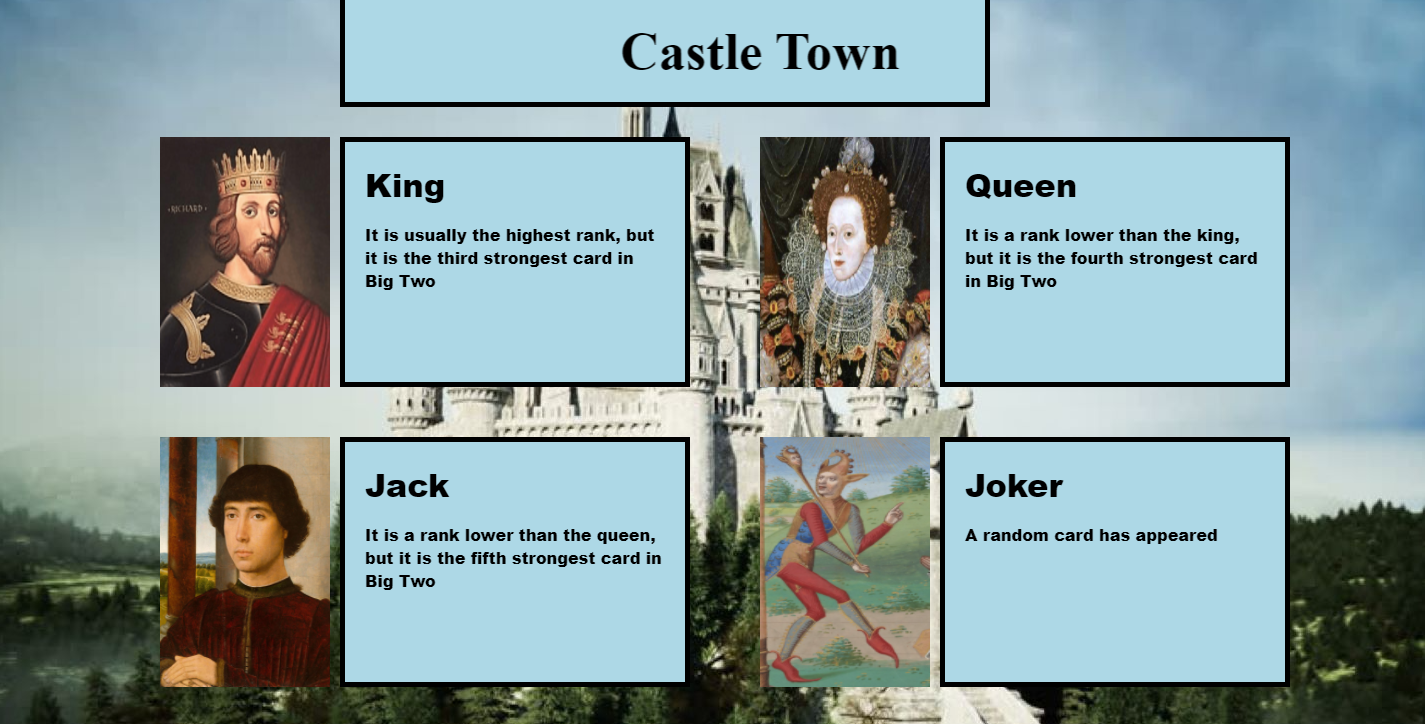 Castle Town
RICHARD
King
It is usually the highest rank, but
it is the third strongest card in
Big Two
Queen
It is a rank lower than the king,
but it is the fourth strongest card
in Big Two
Jack
It is a rank lower than the queen,
but it is the fifth strongest card in
Big Two
Joker
A random card has appeared